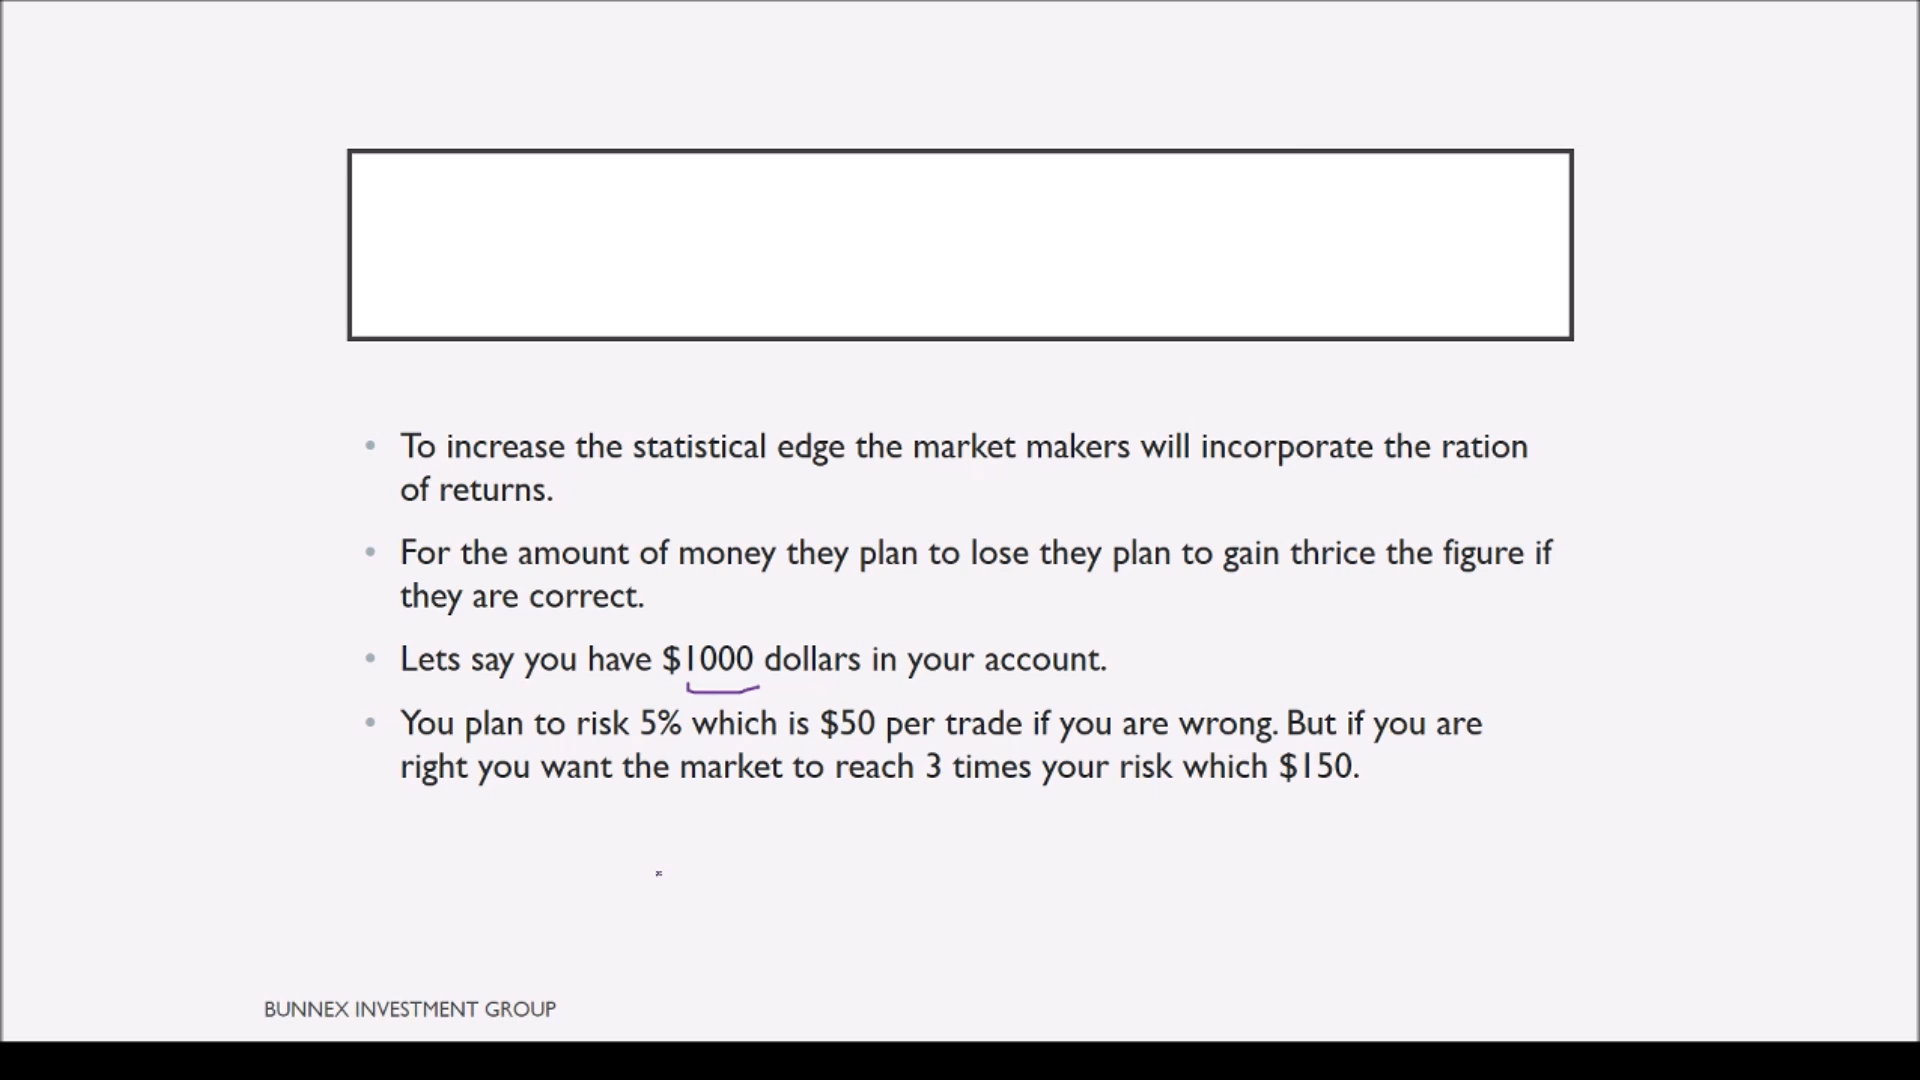 To increase the statistical edge the market makers will incorporate the ration
of returns.
For the amount of money they plan to lose they plan to gain thrice the figure if
they are correct.
Lets say you have $1000 dollars in your account.
You plan to risk 5% which is $50 per trade if you are wrong. But if you are
right you want the market to reach 3 times your risk which $150.
BUNNEX INVESTMENT GROUP